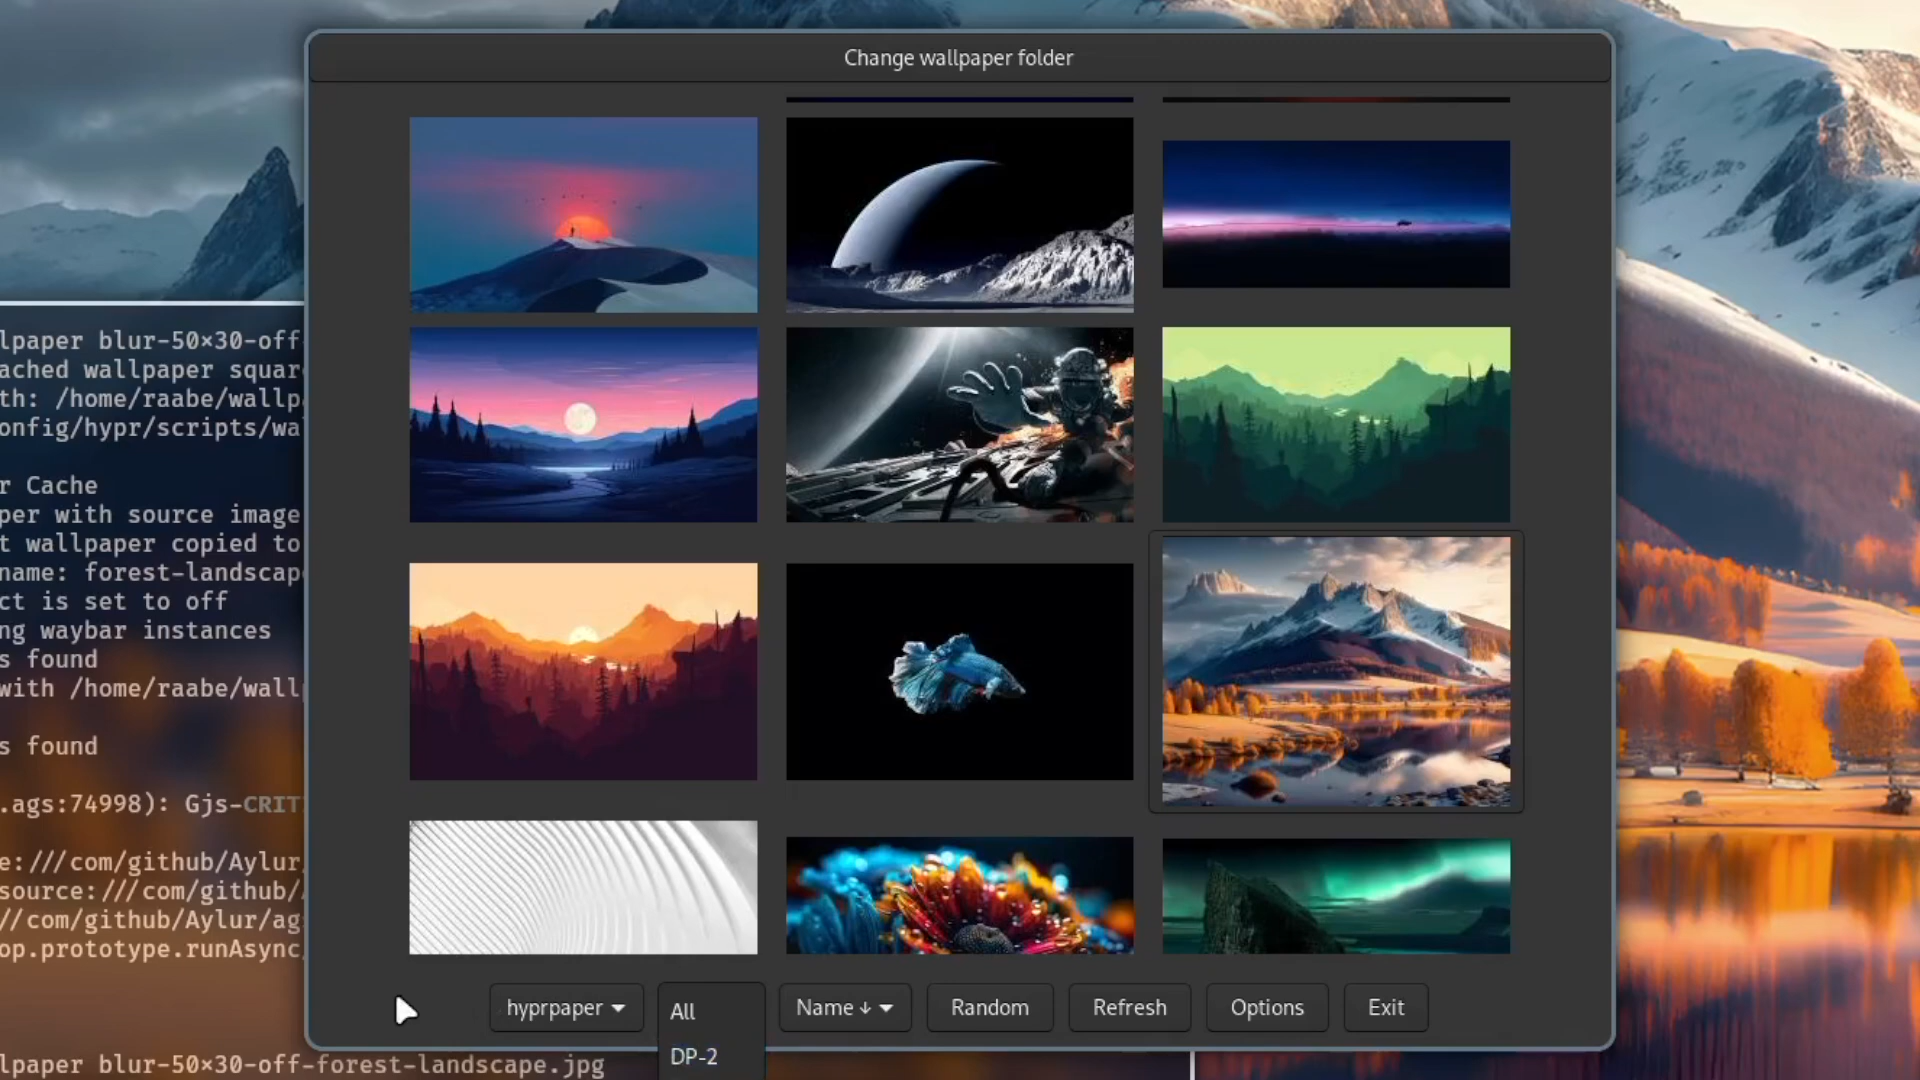 Change wallpaper folder
lpaper blur-50x30-off
ached wallpaper squar
th: /home/raabe/wallp
onfig/hypr/scripts/wa
r Cache
per with source image
t wallpaper copied to
name: forest-landscap
ct is set to off
ng waybar instances
s found
with /home/raabe/wall
s found
.ags:74998): Gjs-CRIT
e:///com/github/Aylur
source:///com/github/
//com/github/Aylur/ag
op.prototype.runAsync
hyprpaper
All
Name ↓
Random
Refresh
Options
Exit
DP-2
lpaper blur-50x30-off-forest-landscape.jpg